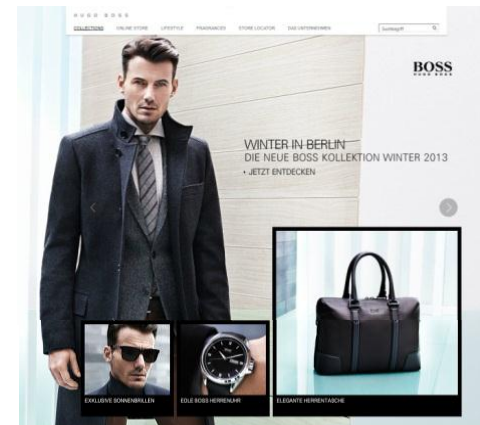 HUGO BOSS
COLLECTIONS ONLINE STORE LIFESTYLE FRAGRANCES STORE LOCATOR DAS UNTERNEHMEN Suchbegriff
BOSS
HUGO BOSS
WINTER IN BERLIN
DIE NEUE BOSS KOLLEKTION WINTER 2013
JETZT ENTDECKEN
EXKLUSIVE SONNENBRILLEN
EDLE BOSS HERRENUHR
ELEGANTE HERRENTASCHE